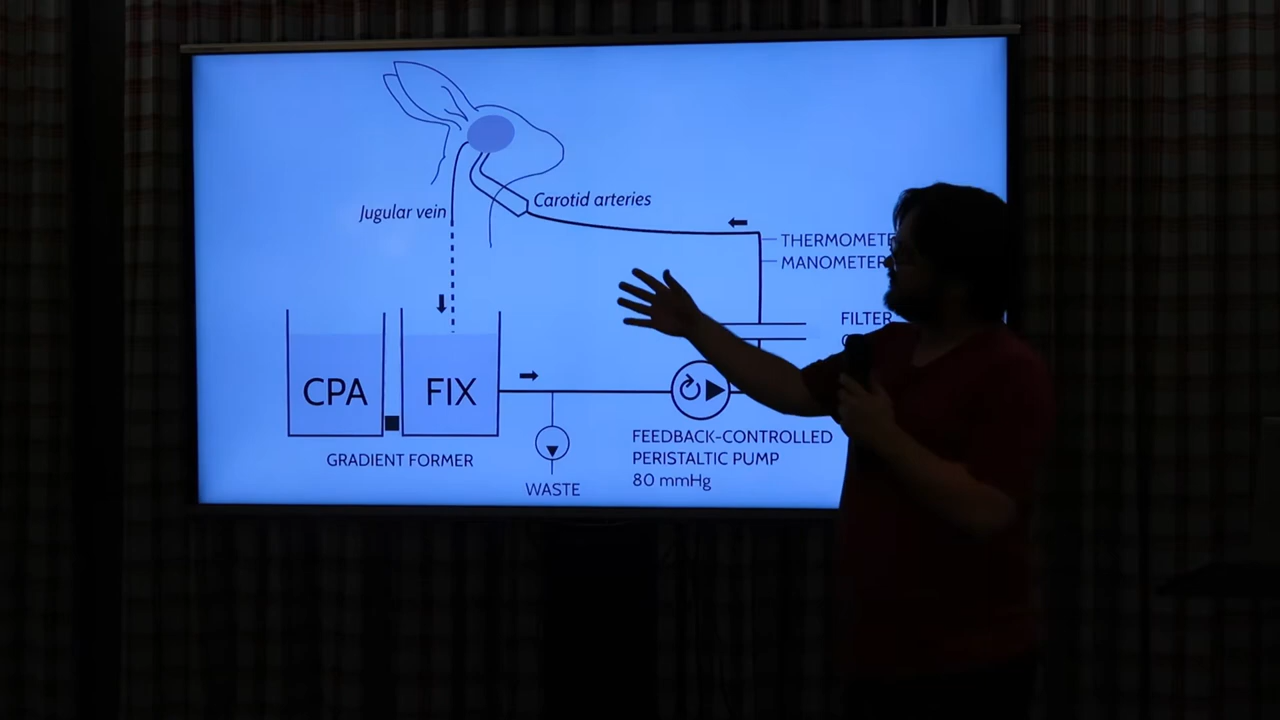 Jugular vein
Carotid arteries
THERMOMETE
MANOMETER
FILTER
CPA
FIX
GRADIENT FORMER
WASTE
FEEDBACK-CONTROLLED
PERISTALTIC PUMP
80 mmHg